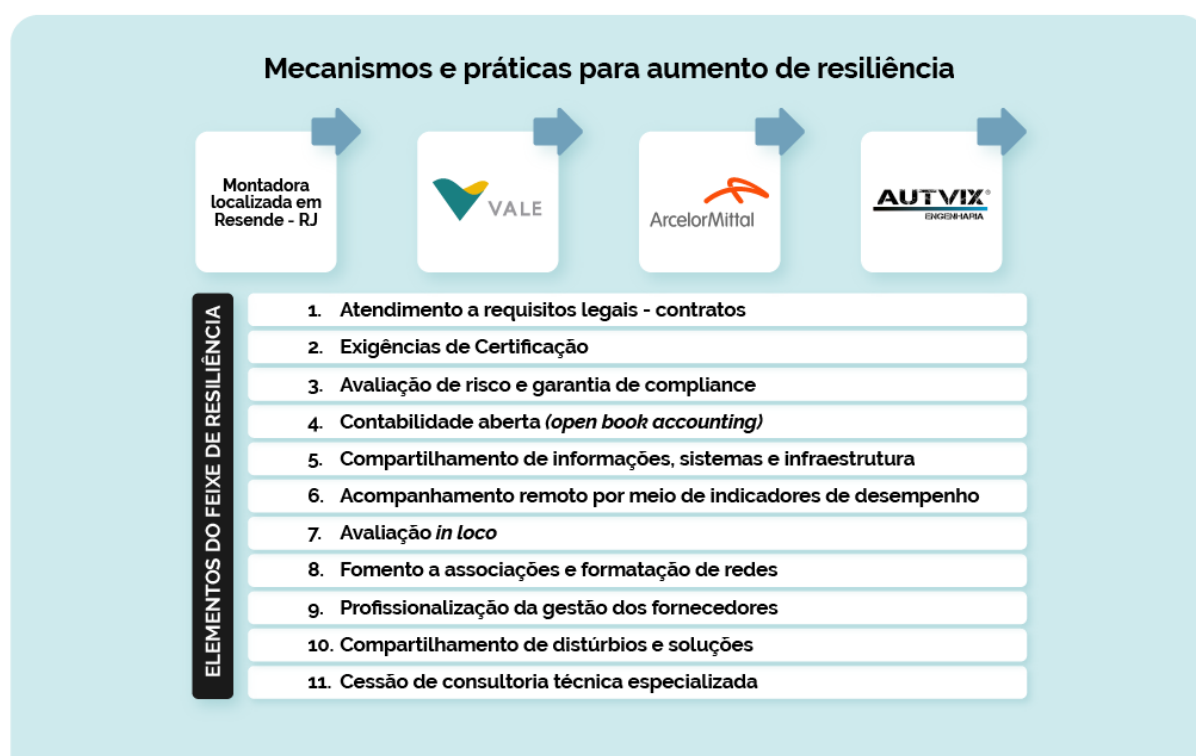 Mecanismos e práticas para aumento de resiliência
Montadora
localizada em
Resende - RJ
VALE
ArcelorMittal
AUTVIX®
ENGENHARIA
ELEMENTOS DO FEIXE DE RESILIÊNCIA
1. Atendimento a requisitos legais - contratos
2. Exigências de Certificação
3. Avaliação de risco e garantia de compliance
4. Contabilidade aberta (open book accounting)
5. Compartilhamento de informações, sistemas e infraestrutura
6. Acompanhamento remoto por meio de indicadores de desempenho
7. Avaliação in loco
8. Fomento a associações e formatação de redes
9. Profissionalização da gestão dos fornecedores
10. Compartilhamento de distúrbios e soluções
11. Cessão de consultoria técnica especializada